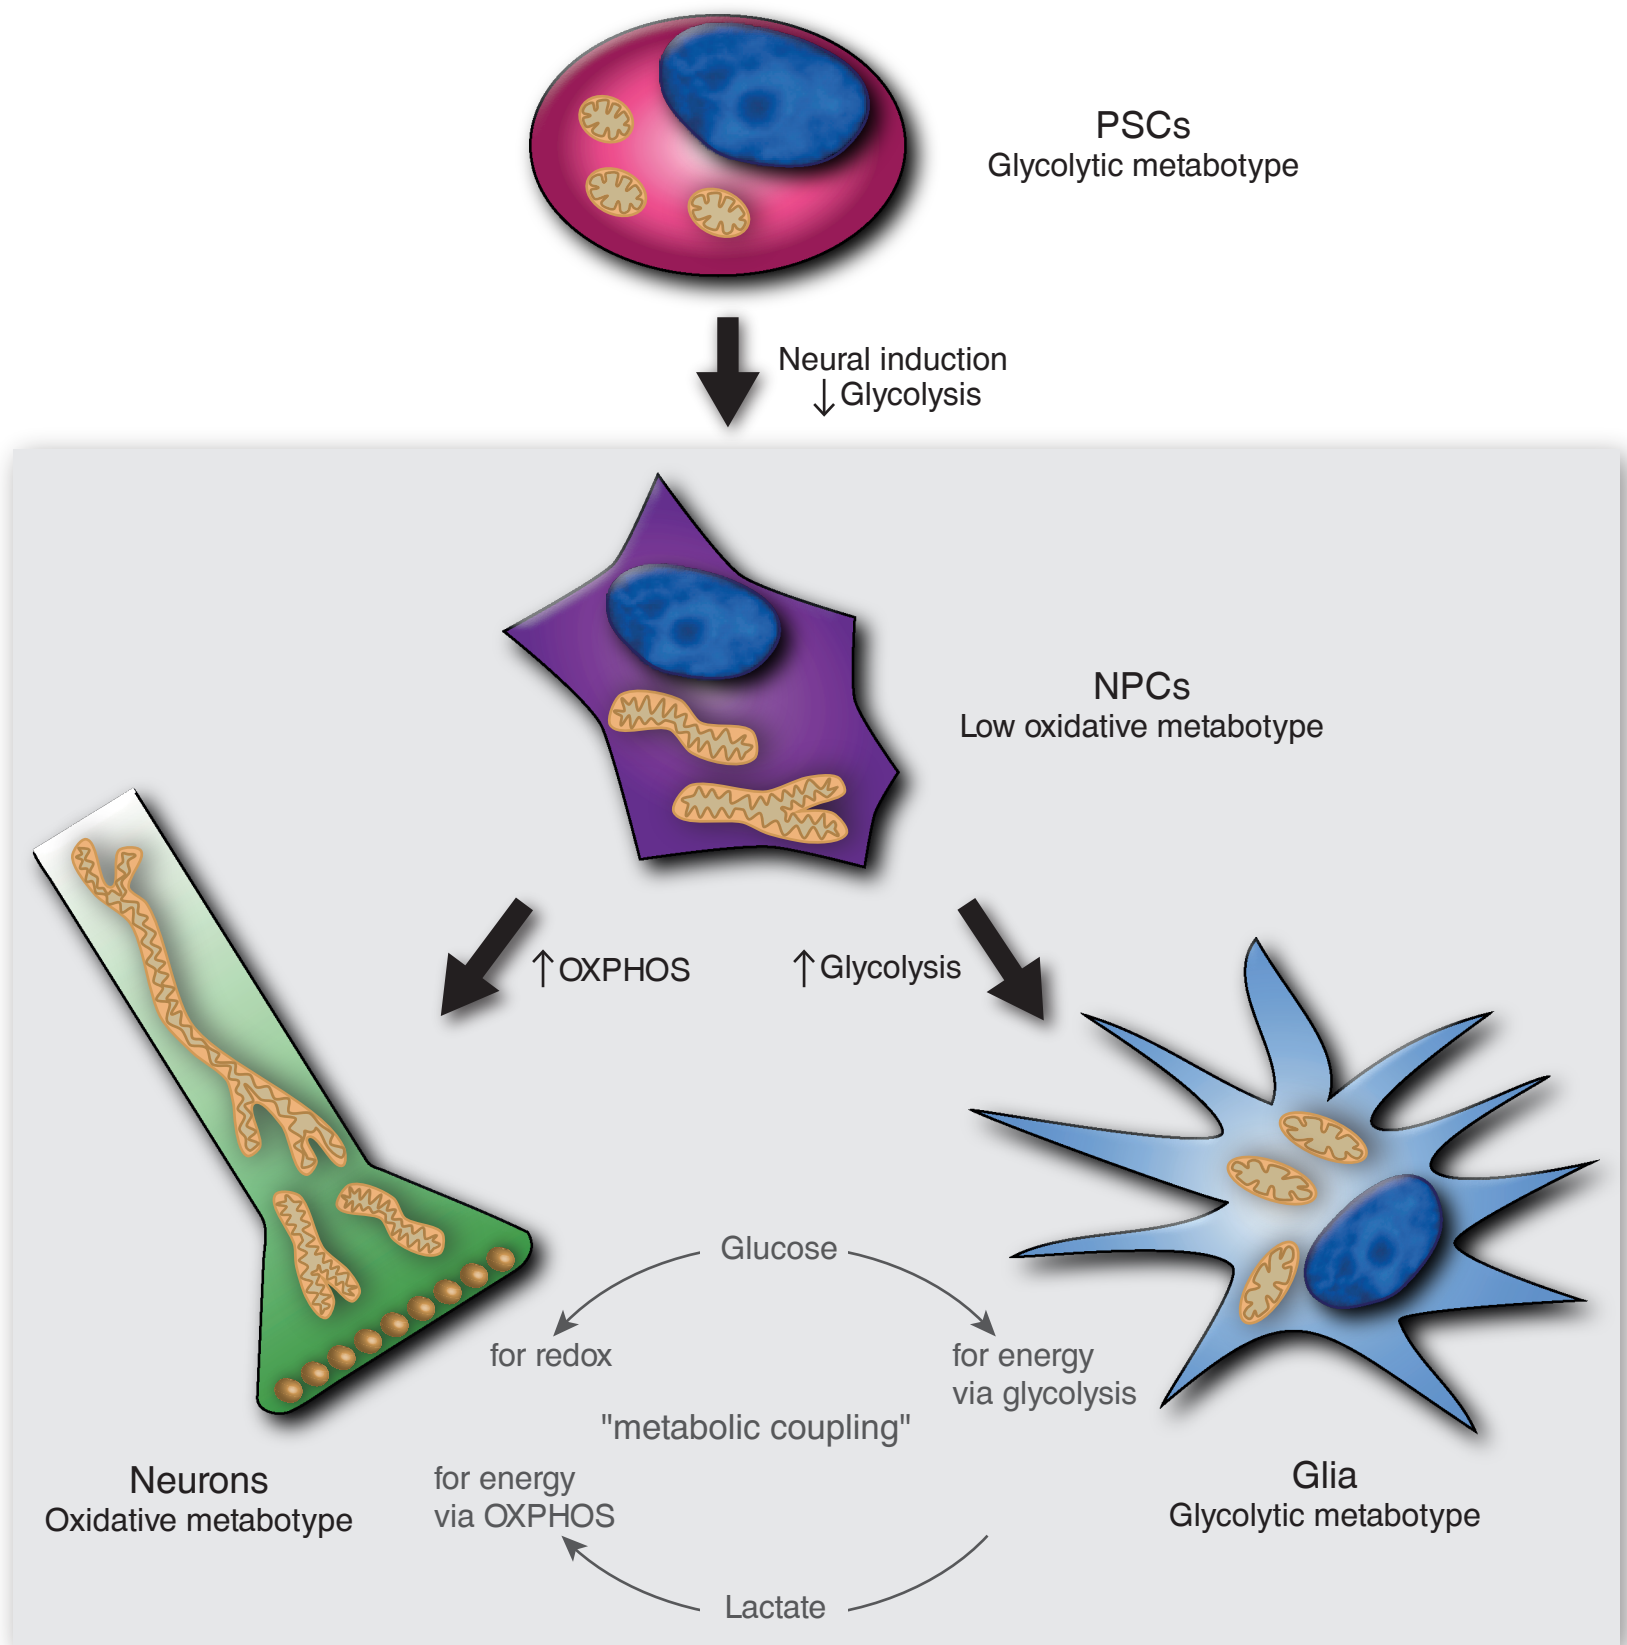 PSCs
Glycolytic metabotype
Neural induction
↓ Glycolysis
NPCs
Low oxidative metabotype
↑ OXPHOS
↑ Glycolysis
Glucose
for redox
for energy
via glycolysis
"metabolic coupling"
Neurons
Oxidative metabotype
for energy
via OXPHOS
Glia
Glycolytic metabotype
Lactate